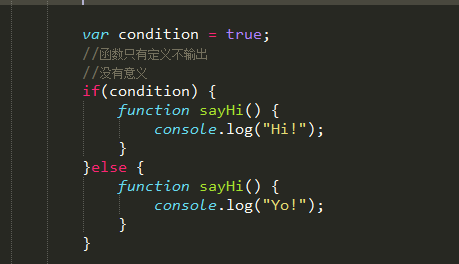 var condition = true;
//函数只有定义不输出
//没有意义
if(condition) {
    function sayHi() {
        console.log("Hi!");
    }
}else {
    function sayHi() {
        console.log("Yo!");
    }
}